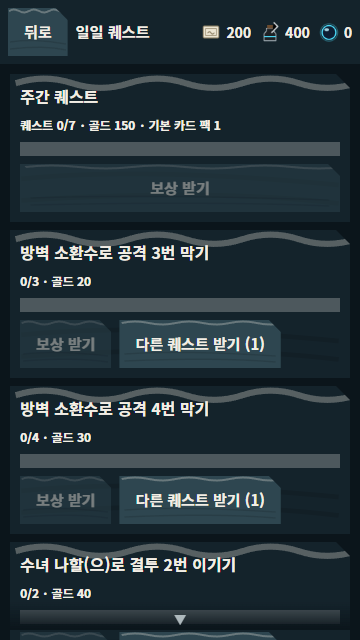 뒤로
일일 퀘스트
200
400
0
주간 퀘스트
퀘스트 0/7 · 골드 150 · 기본 카드 팩 1
보상 받기
방벽 소환수로 공격 3번 막기
0/3 · 골드 20
보상 받기
다른 퀘스트 받기 (1)
방벽 소환수로 공격 4번 막기
0/4 · 골드 30
보상 받기
다른 퀘스트 받기 (1)
수녀 나할(으)로 결투 2번 이기기
0/2 · 골드 40